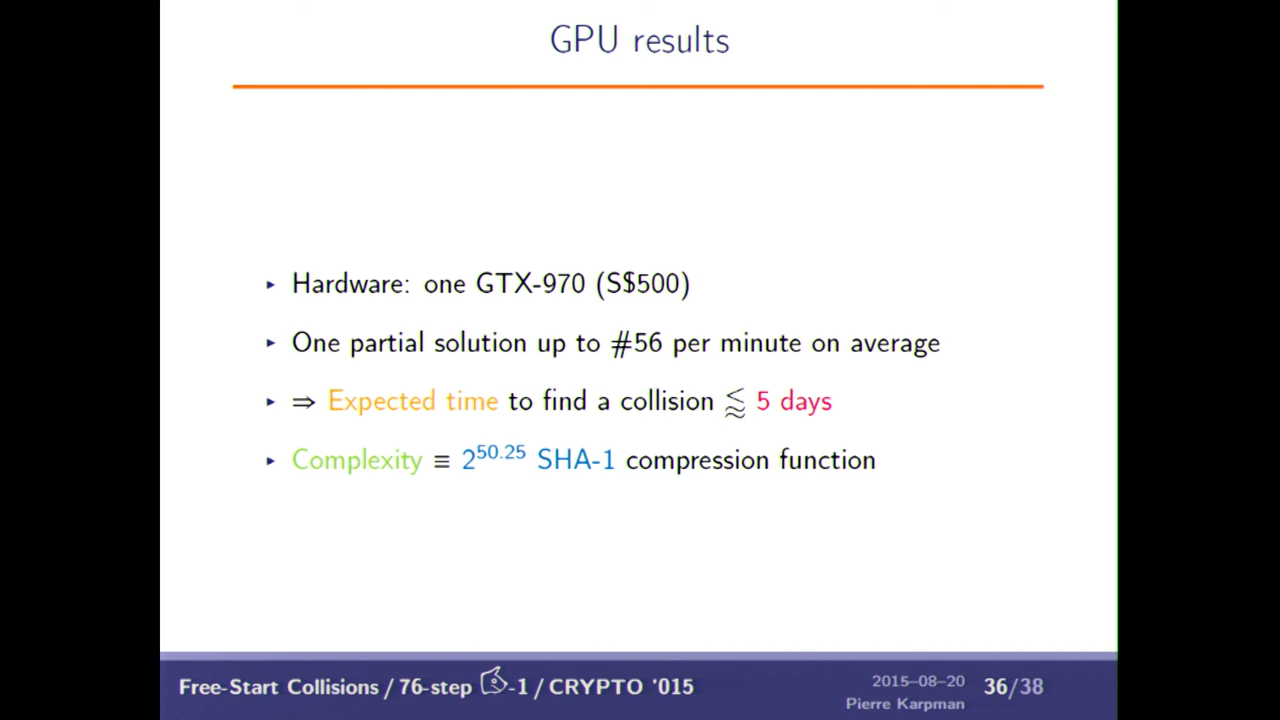 GPU results
▸ Hardware: one GTX-970 (S$500)
▸ One partial solution up to #56 per minute on average
▸ ⇒ Expected time to find a collision ⪅ 5 days
▸ Complexity ≡ 2^50.25 SHA-1 compression function
Free-Start Collisions / 76-step -1 / CRYPTO '015
2015–08–20
Pierre Karpman
36/38